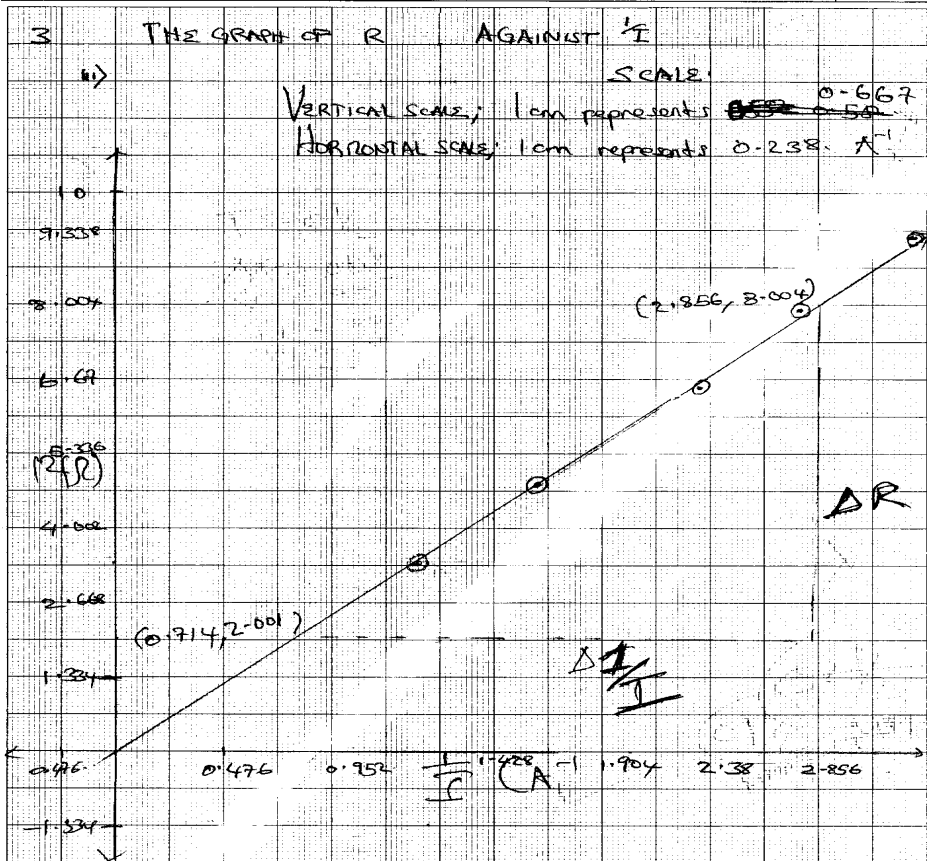 3 THE GRAPH OF R AGAINST 1/I
ii)
SCALE.
0.667
VERTICAL SCALE; 1cm represents
HORIZONTAL SCALE; 1cm represents 0.238. A⁻¹
10
9.338
8.004
(2.856, 8.004)
6.67
5.336
R(Ω)
ΔR
4.002
2.668
(0.714, 2.001)
Δ1/I
1.334
0.476 0.476 0.952 1.428 1.904 2.38 2.856
1/I (A⁻¹
-1.334